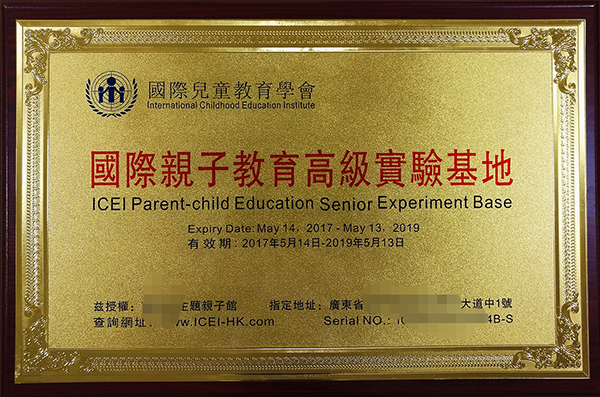 國際兒童教育學會
International Childhood Education Institute
國際親子教育高級實驗基地
ICEI Parent-child Education Senior Experiment Base
Expiry Date: May 14, 2017 - May 13, 2019
有效期: 2017年5月14日-2019年5月13日
茲授權: 主題親子館 指定地址: 廣東省 大道中1號
查詢網址: www.ICEI-HK.com Serial NO.: 4B-S